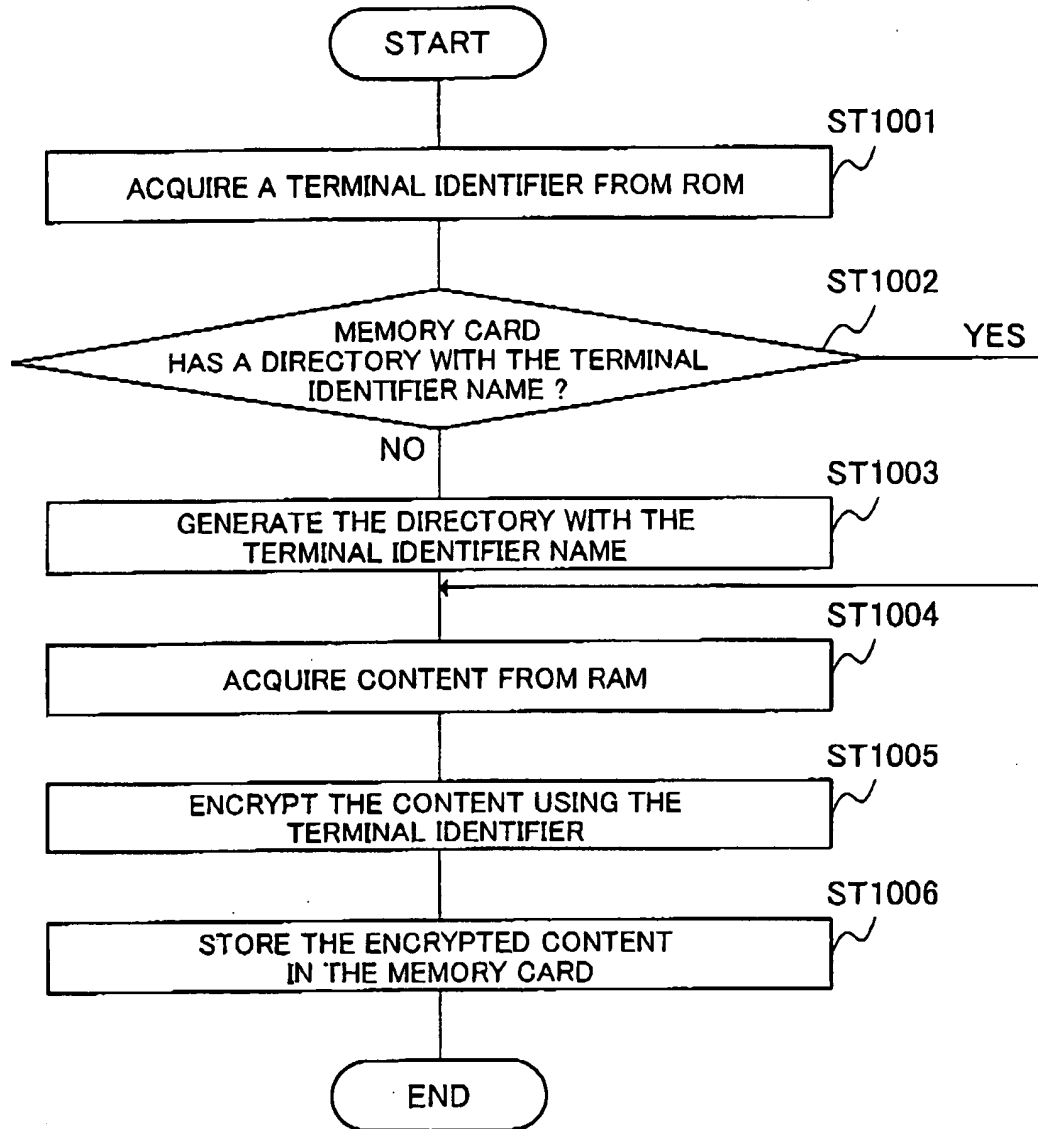 START
ST1001
ACQUIRE A TERMINAL IDENTIFIER FROM ROM
ST1002
MEMORY CARD
HAS A DIRECTORY WITH THE TERMINAL
IDENTIFIER NAME ?
YES
NO
ST1003
GENERATE THE DIRECTORY WITH THE
TERMINAL IDENTIFIER NAME
ST1004
ACQUIRE CONTENT FROM RAM
ST1005
ENCRYPT THE CONTENT USING THE
TERMINAL IDENTIFIER
ST1006
STORE THE ENCRYPTED CONTENT
IN THE MEMORY CARD
END